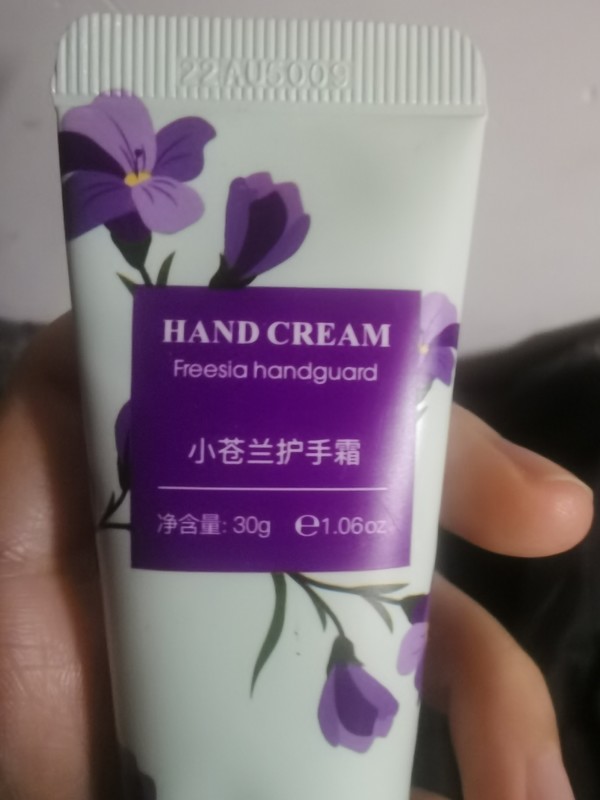 22AU5009
HAND CREAM
Freesia handguard
小苍兰护手霜
净含量: 30g ℮1.06oz